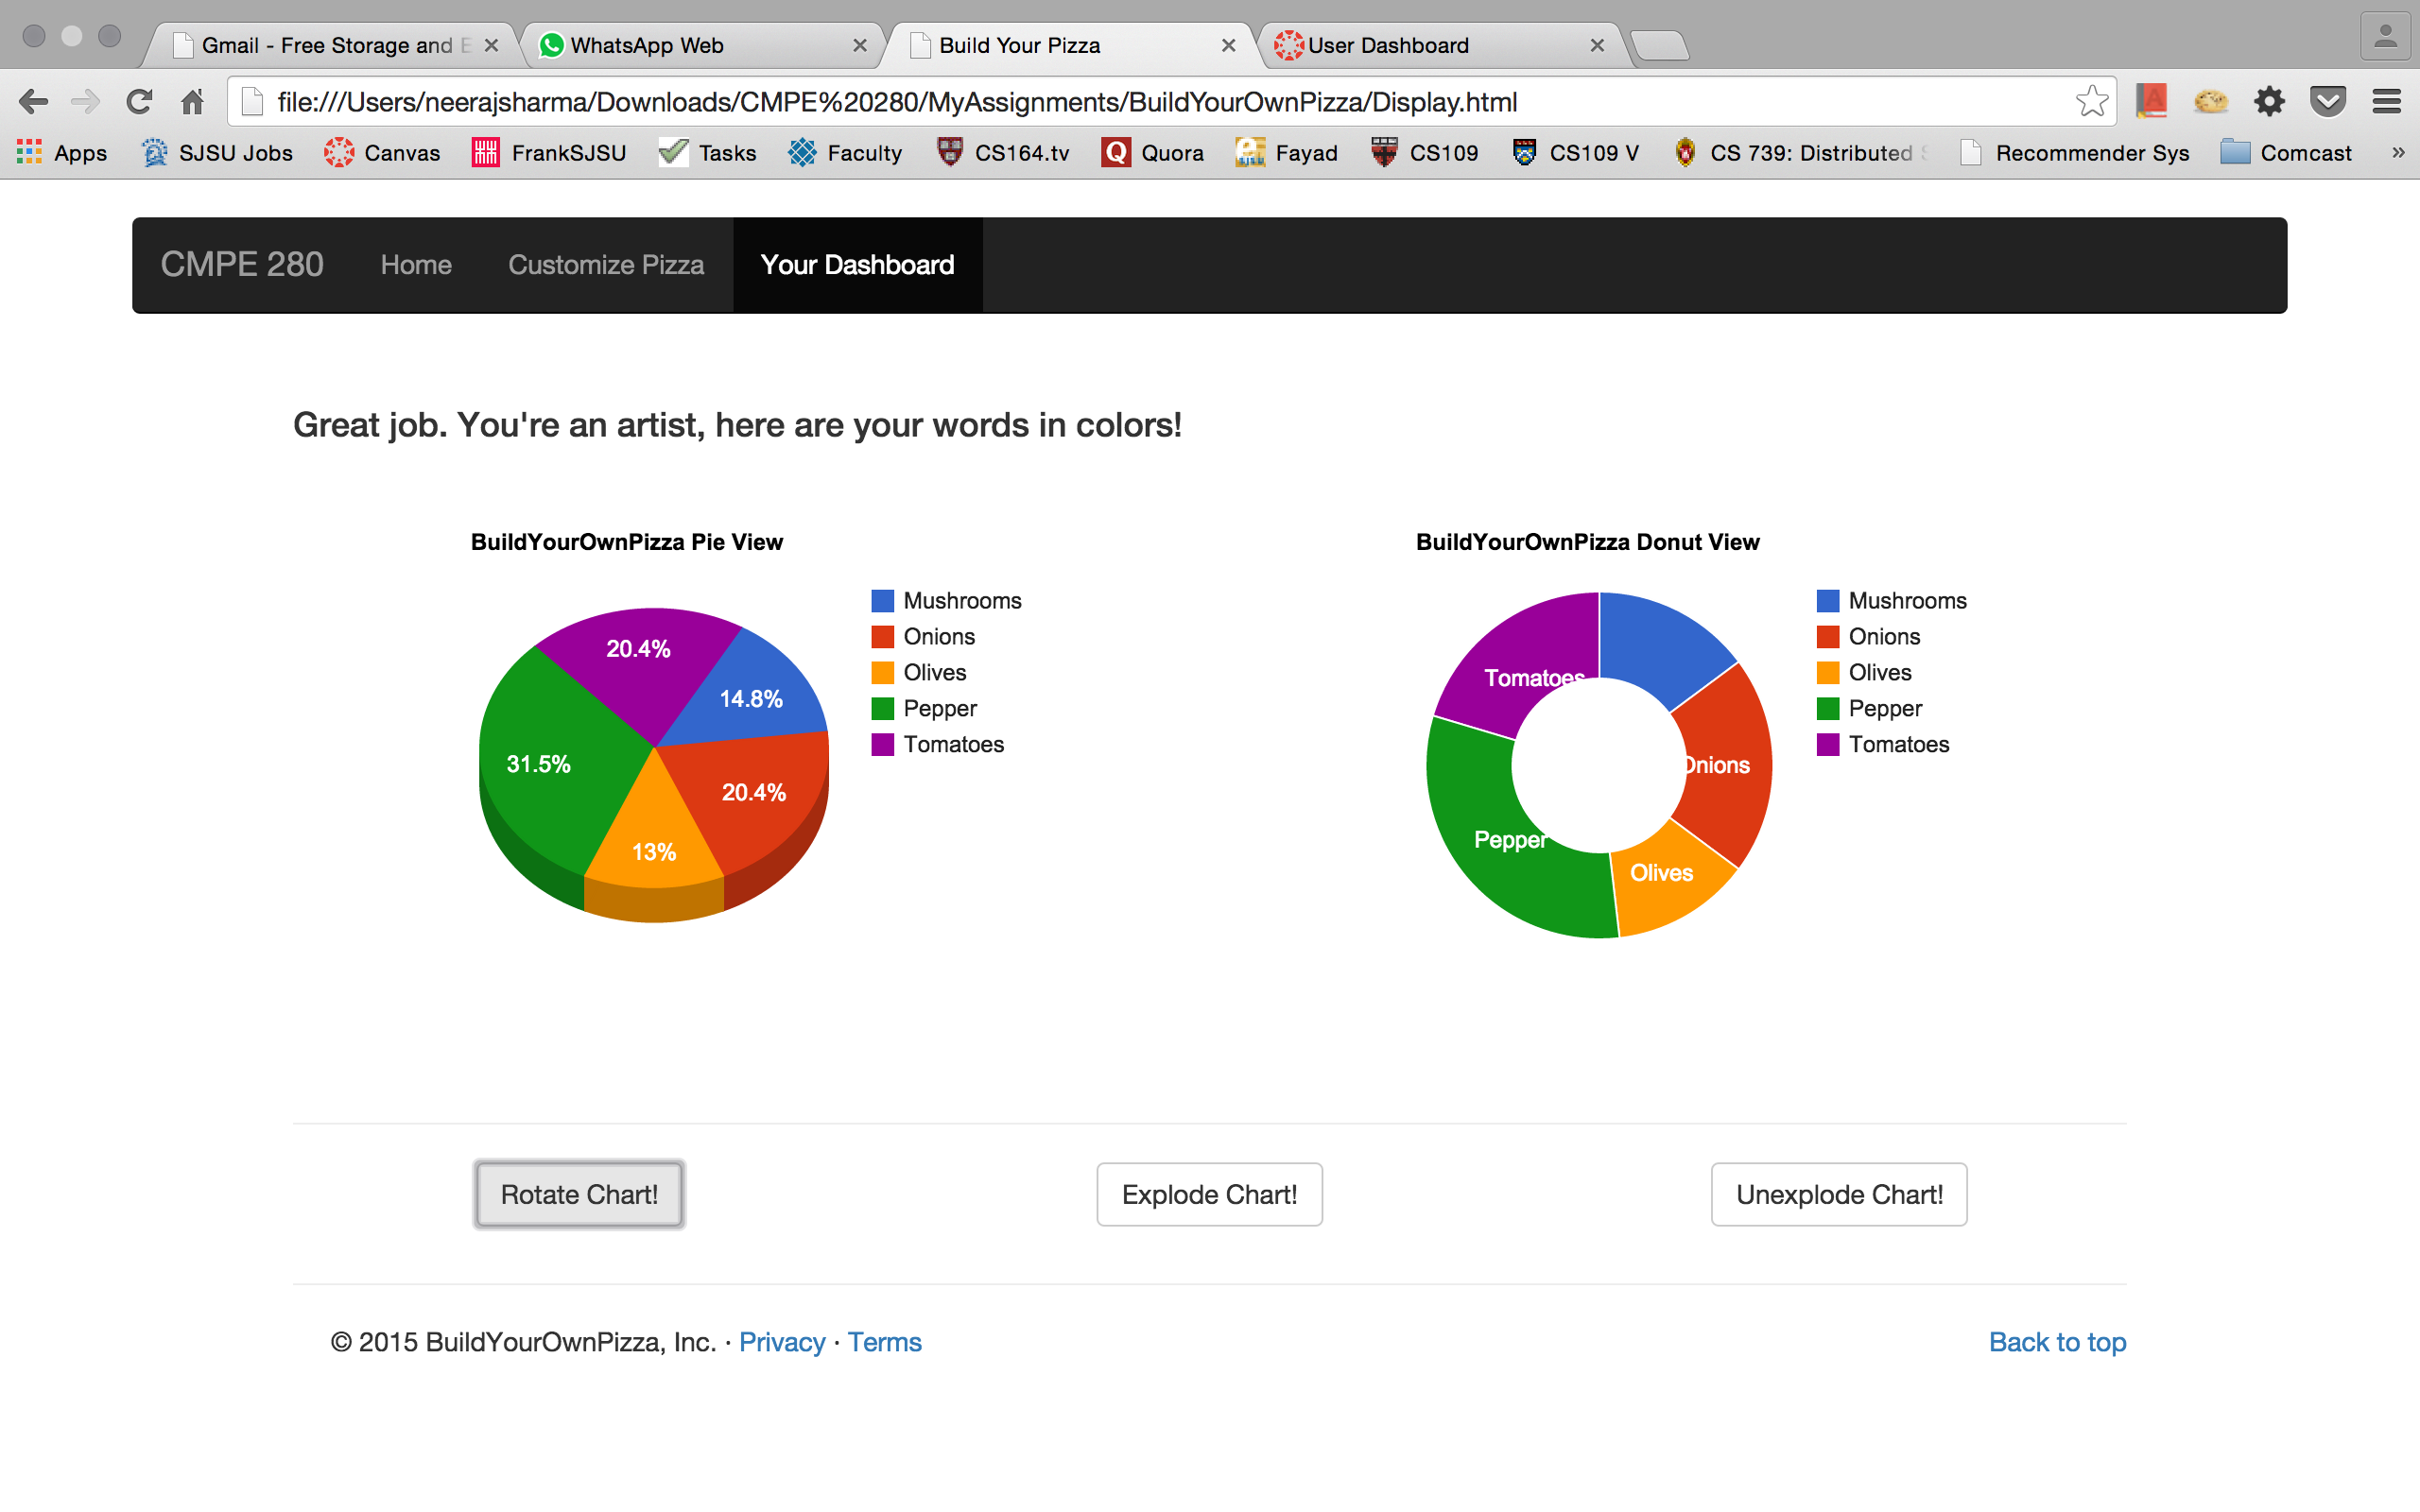 Gmail - Free Storage and E
WhatsApp Web
Build Your Pizza
User Dashboard
file:///Users/neerajsharma/Downloads/CMPE%20280/MyAssignments/BuildYourOwnPizza/Display.html
Apps SJSU Jobs Canvas FrankSJSU Tasks Faculty CS164.tv Quora Fayad CS109 CS109 V CS 739: Distributed S Recommender Sys Comcast »
CMPE 280 Home Customize Pizza Your Dashboard
Great job. You're an artist, here are your words in colors!
BuildYourOwnPizza Pie View
20.4%
14.8%
31.5%
20.4%
13%
Mushrooms
Onions
Olives
Pepper
Tomatoes
BuildYourOwnPizza Donut View
Tomatoes
Onions
Pepper
Olives
Mushrooms
Onions
Olives
Pepper
Tomatoes
Rotate Chart! Explode Chart! Unexplode Chart!
© 2015 BuildYourOwnPizza, Inc. · Privacy · Terms Back to top